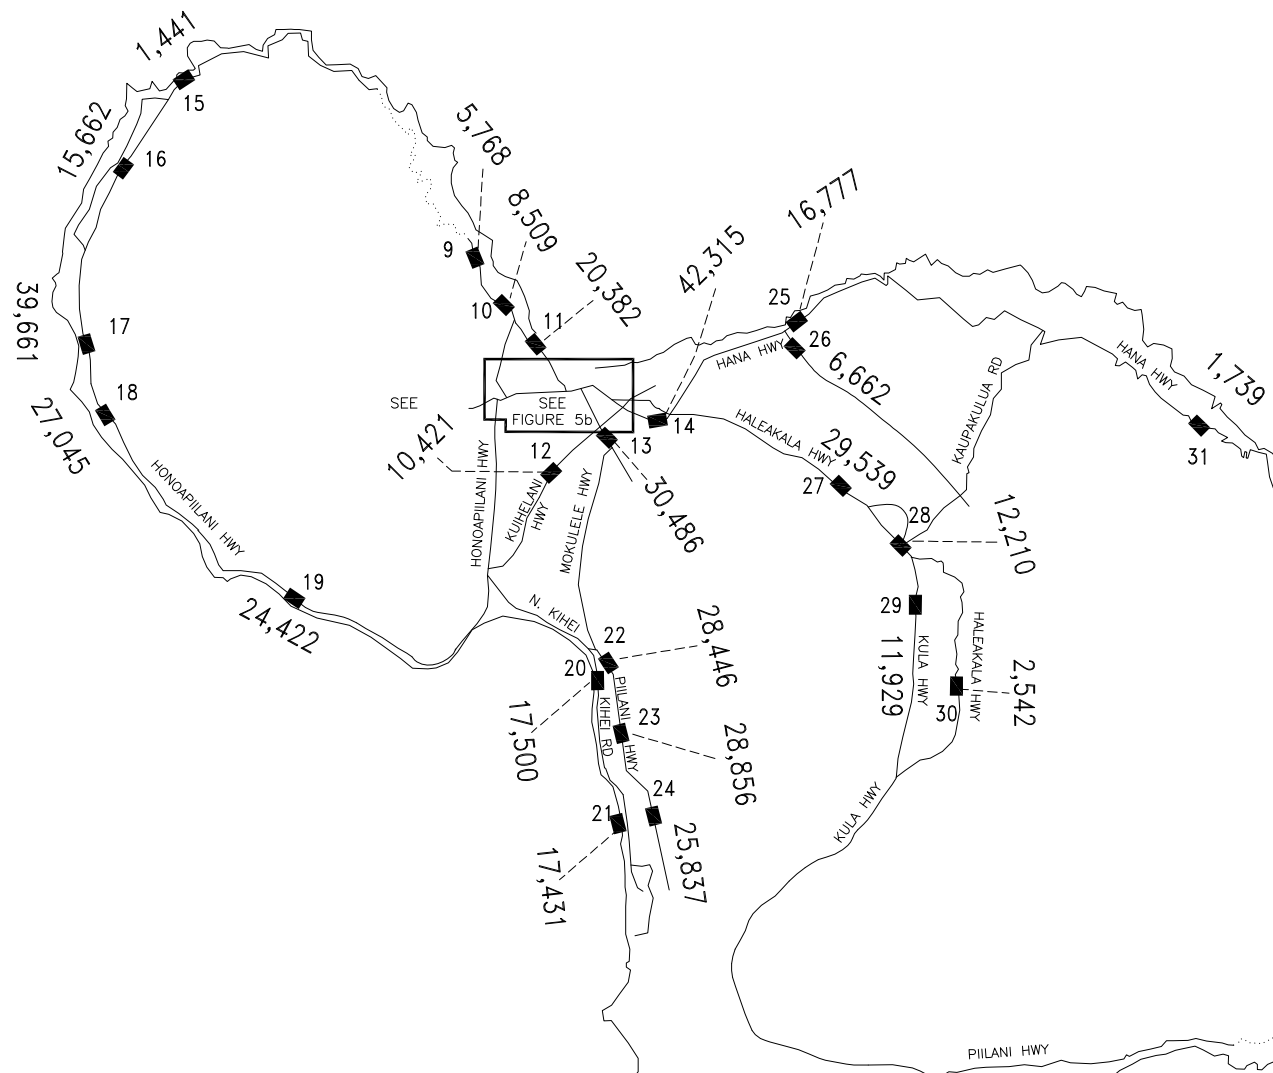 1,441
15
15,662
16
5,768
8,509
9
20,382
10
11
16,777
42,315
25
26
HANA HWY
6,662
HANA HWY
1,739
31
39,661
17
18
27,045
SEE
SEE
FIGURE 5b
14
13
12
10,421
30,486
HALEAKALA HWY
29,539
27
KAUPAKULUA RD
28
12,210
HONOAPIILANI HWY
HONOAPIILANI HWY
KUIHELANI
HWY
MOKULELE HWY
19
24,422
N. KIHEI
22
28,446
20
17,500
KIHEI RD
PIILANI
HWY
23
28,856
24
21
17,431
25,837
29
11,929
KULA HWY
HALEAKALA HWY
30
2,542
KULA HWY
PIILANI HWY